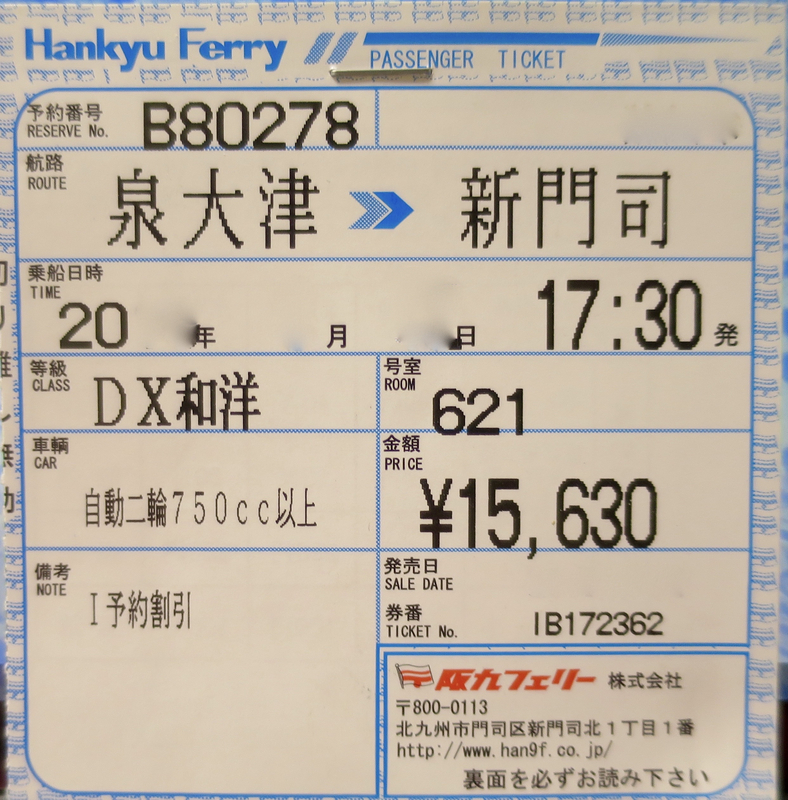 Hankyu Ferry
PASSENGER TICKET
予約番号
RESERVE No.
B80278
航路
ROUTE
泉大津
新門司
乗船日時
TIME
20 年 月 日 17:30 発
等級
CLASS
DX和洋
号室
ROOM
621
車輌
CAR
自動二輪750cc以上
金額
PRICE
¥15,630
備考
NOTE
I予約割引
発売日
SALE DATE
券番
TICKET No.
IB172362
阪九フェリー 株式会社
〒800-0113
北九州市門司区新門司北1丁目1番
http://www.han9f.co.jp/
裏面を必ずお読み下さい